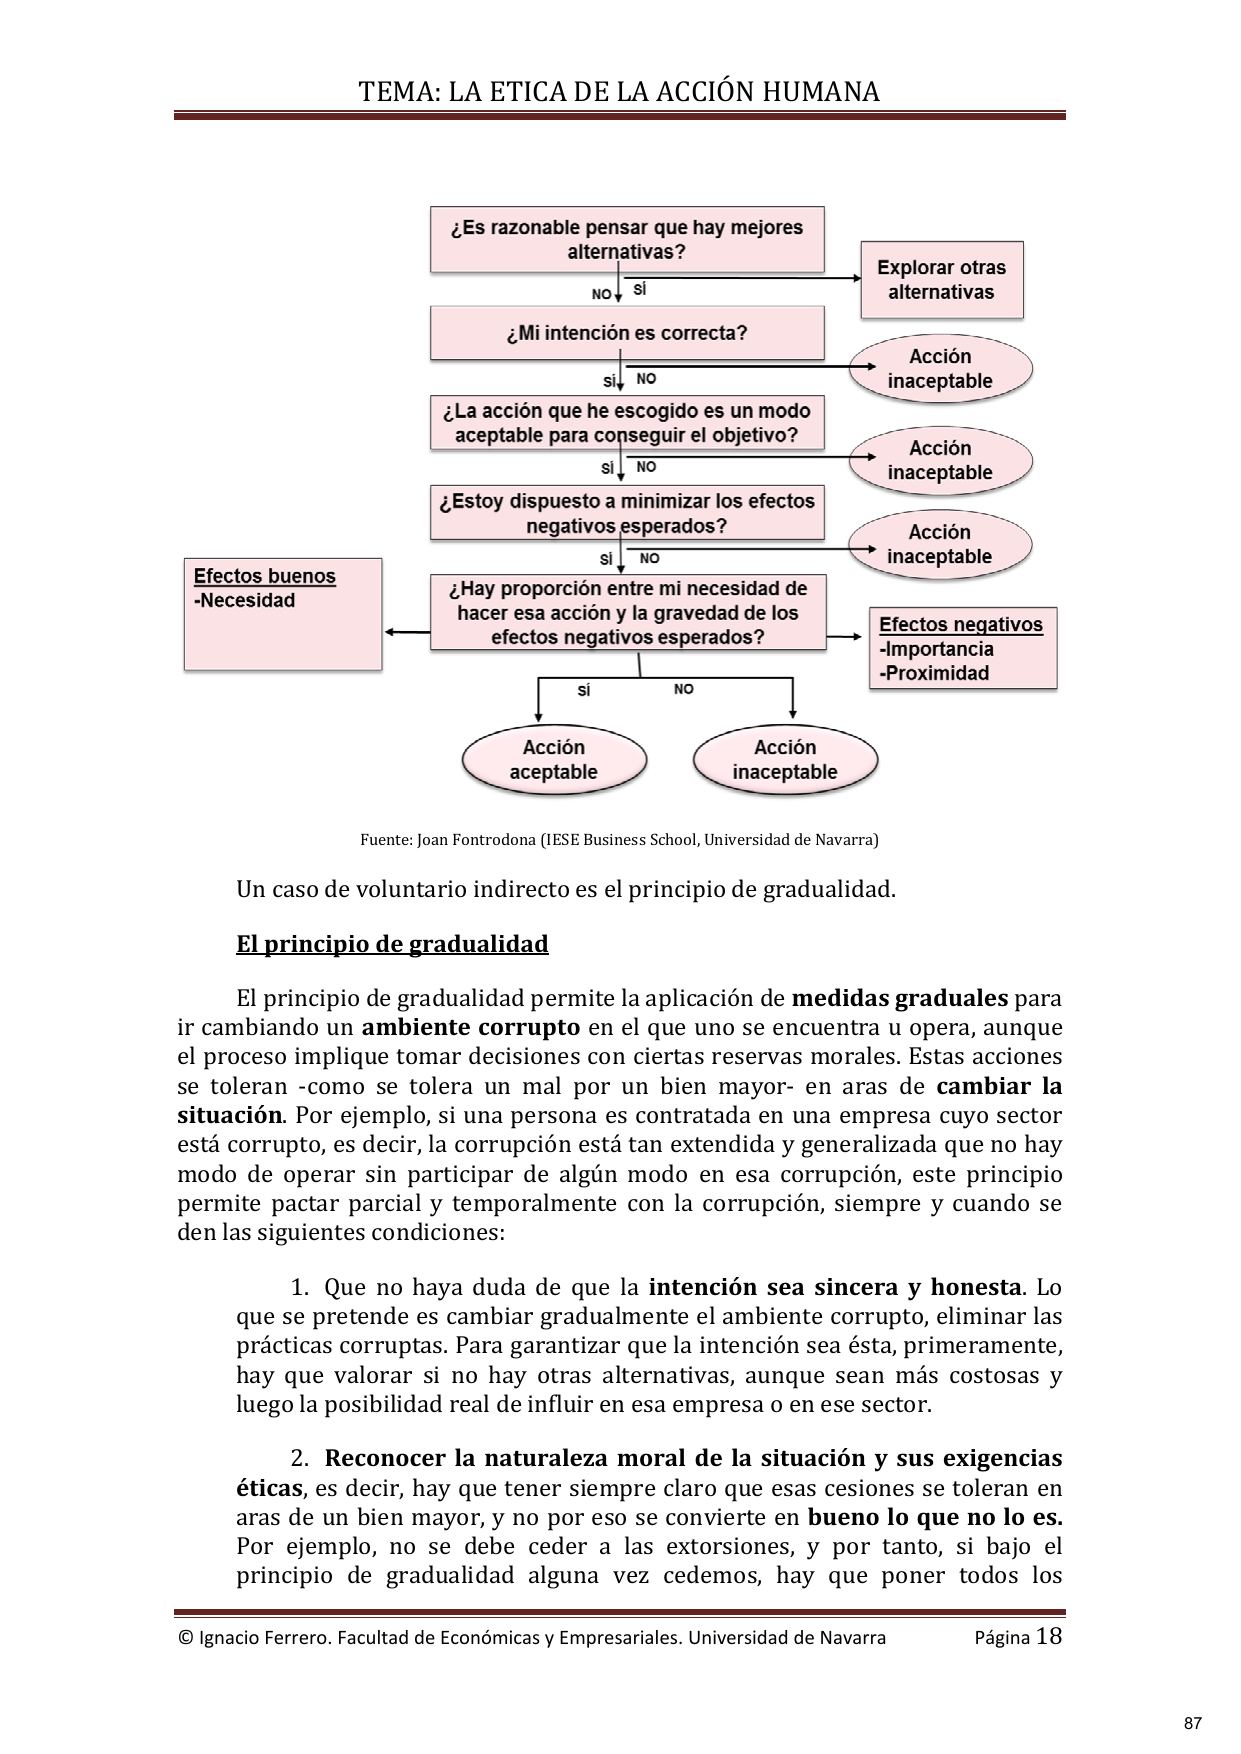 TEMA: LA ETICA DE LA ACCIÓN HUMANA
¿Es razonable pensar que hay mejores
alternativas?
Explorar otras
alternativas
NO
SÍ
¿Mi intención es correcta?
Acción
inaceptable
SÍ
NO
¿La acción que he escogido es un modo
aceptable para conseguir el objetivo?
Acción
inaceptable
SÍ
NO
¿Estoy dispuesto a minimizar los efectos
negativos esperados?
Acción
inaceptable
SÍ
NO
Efectos buenos
-Necesidad
¿Hay proporción entre mi necesidad de
hacer esa acción y la gravedad de los
efectos negativos esperados?
Efectos negativos
-Importancia
-Proximidad
SÍ
NO
Acción
aceptable
Acción
inaceptable
Fuente: Joan Fontrodona (IESE Business School, Universidad de Navarra)
Un caso de voluntario indirecto es el principio de gradualidad.
El principio de gradualidad
El principio de gradualidad permite la aplicación de medidas graduales para
ir cambiando un ambiente corrupto en el que uno se encuentra u opera, aunque
el proceso implique tomar decisiones con ciertas reservas morales. Estas acciones
se toleran -como se tolera un mal por un bien mayor- en aras de cambiar la
situación. Por ejemplo, si una persona es contratada en una empresa cuyo sector
está corrupto, es decir, la corrupción está tan extendida y generalizada que no hay
modo de operar sin participar de algún modo en esa corrupción, este principio
permite pactar parcial y temporalmente con la corrupción, siempre y cuando se
den las siguientes condiciones:
1. Que no haya duda de que la intención sea sincera y honesta. Lo
que se pretende es cambiar gradualmente el ambiente corrupto, eliminar las
prácticas corruptas. Para garantizar que la intención sea ésta, primeramente,
hay que valorar si no hay otras alternativas, aunque sean más costosas y
luego la posibilidad real de influir en esa empresa o en ese sector.
2. Reconocer la naturaleza moral de la situación y sus exigencias
éticas, es decir, hay que tener siempre claro que esas cesiones se toleran en
aras de un bien mayor, y no por eso se convierte en bueno lo que no lo es.
Por ejemplo, no se debe ceder a las extorsiones, y por tanto, si bajo el
principio de gradualidad alguna vez cedemos, hay que poner todos los
© Ignacio Ferrero. Facultad de Económicas y Empresariales. Universidad de Navarra Página 18
87